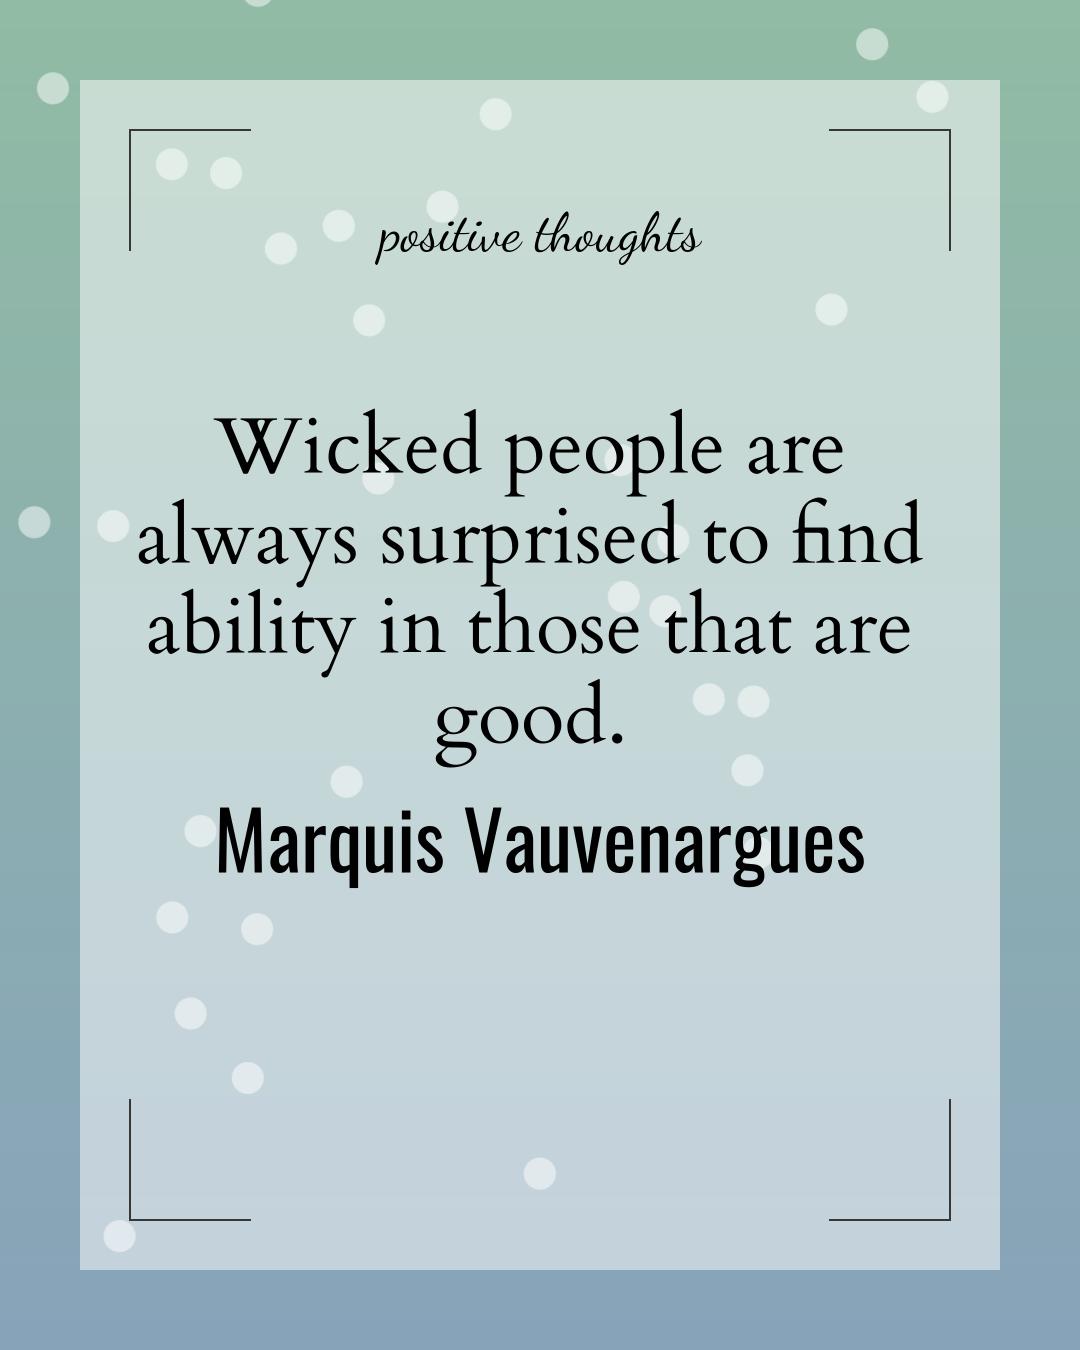 positive thoughts
Wicked people are
always surprised to find
ability in those that are
good.
Marquis Vauvenargues